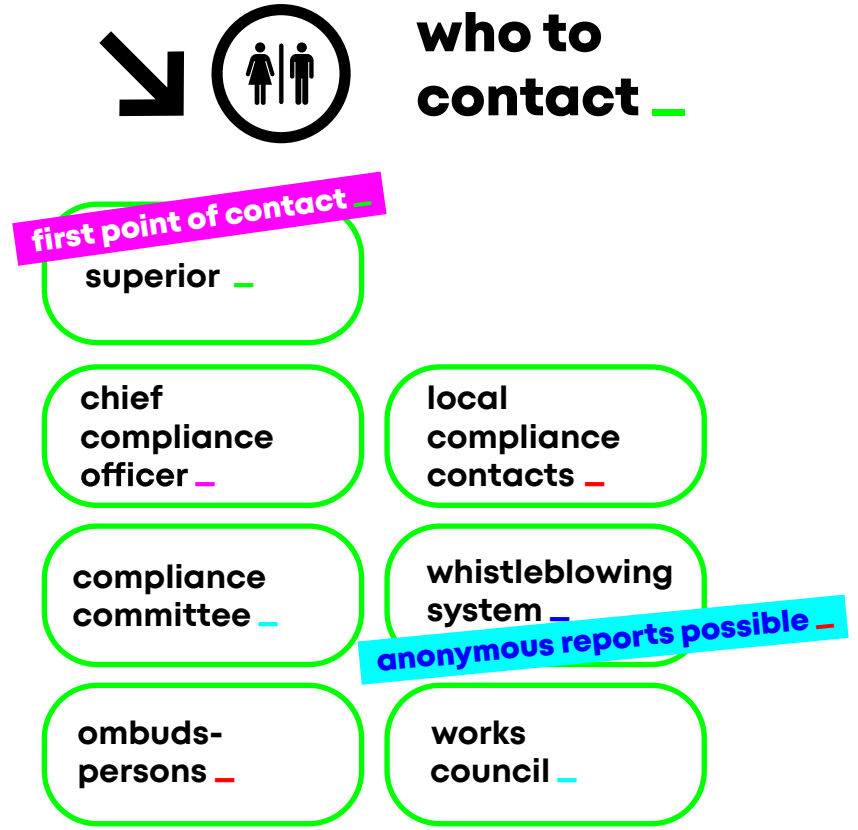 who to
contact _
first point of contact _
superior _
chief
compliance
officer _
local
compliance
contacts _
compliance
committee _
whistleblowing
system _
anonymous reports possible _
ombuds-
persons _
works
council _